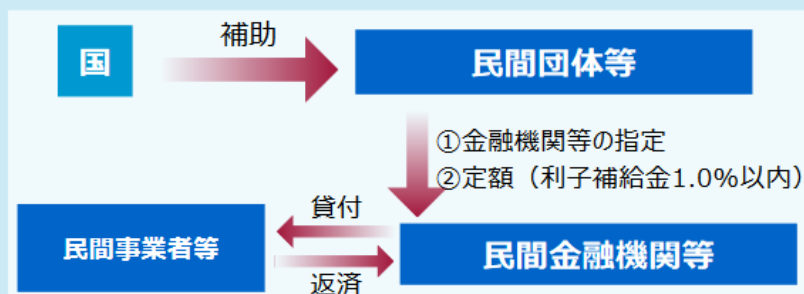 国
補助
民間団体等
①金融機関等の指定
②定額（利子補給金1.0%以内）
貸付
民間事業者等
民間金融機関等
返済